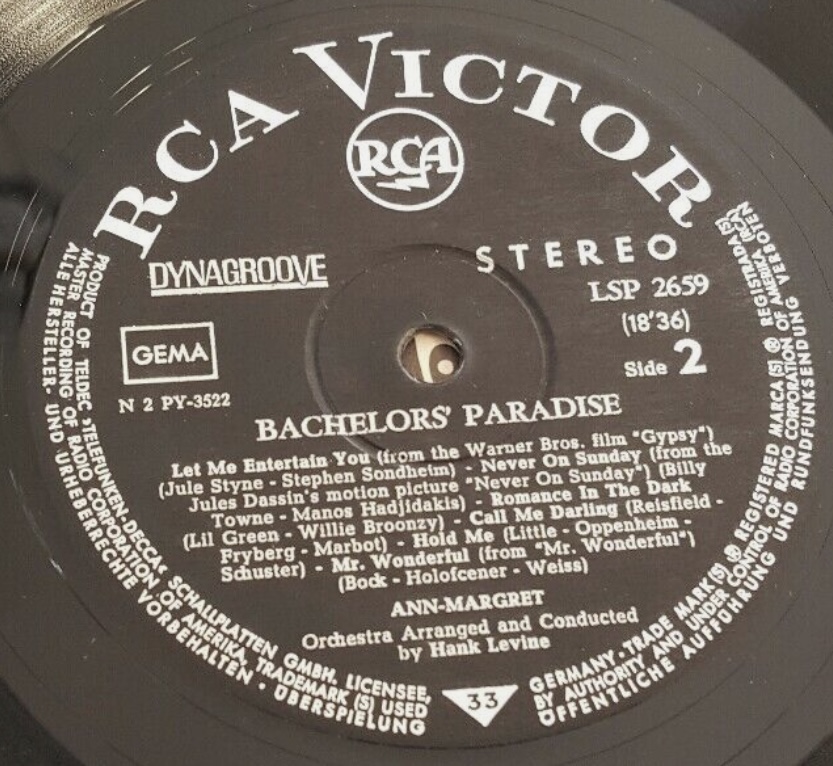 RCA VICTOR
RCA
DYNAGROOVE
STEREO
LSP 2659
(18'36)
GEMA
Side 2
N 2 PY-3522
BACHELORS' PARADISE
Let Me Entertain You (from the Warner Bros. film "Gypsy")
(Jule Styne - Stephen Sondheim) - Never On Sunday (from the
Jules Dassin's motion picture "Never On Sunday") (Billy
Towne - Manos Hadjidakis) - Romance In The Dark
(Lil Green - Willie Broonzy) - Call Me Darling (Reisfield -
Fryberg - Marbot) - Hold Me (Little - Oppenheim -
Schuster) - Mr. Wonderful (from "Mr. Wonderful")
(Bock - Holofcener - Weiss)
ANN-MARGRET
Orchestra Arranged and Conducted
by Hank Levine
33
PRODUCT OF TELDEC »TELEFUNKEN-DECCA« SCHALLPLATTEN GMBH. LICENSEE,
MASTER RECORDING OF RADIO CORPORATION OF AMERIKA, TRADEMARK (S) USED
ALLE HERSTELLER- UND URHEBERRECHTE VORBEHALTEN · ÜBERSPIELUNG
GERMANY · TRADE MARK(S) ® REGISTERED MARCA(S) ® REGISTRADA(S)
BY AUTHORITY AND UNDER CONTROL OF RADIO CORPORATION OF AMERICA (RCA)
ÖFFENTLICHE AUFFÜHRUNG UND RUNDFUNKSENDUNG VERBOTEN